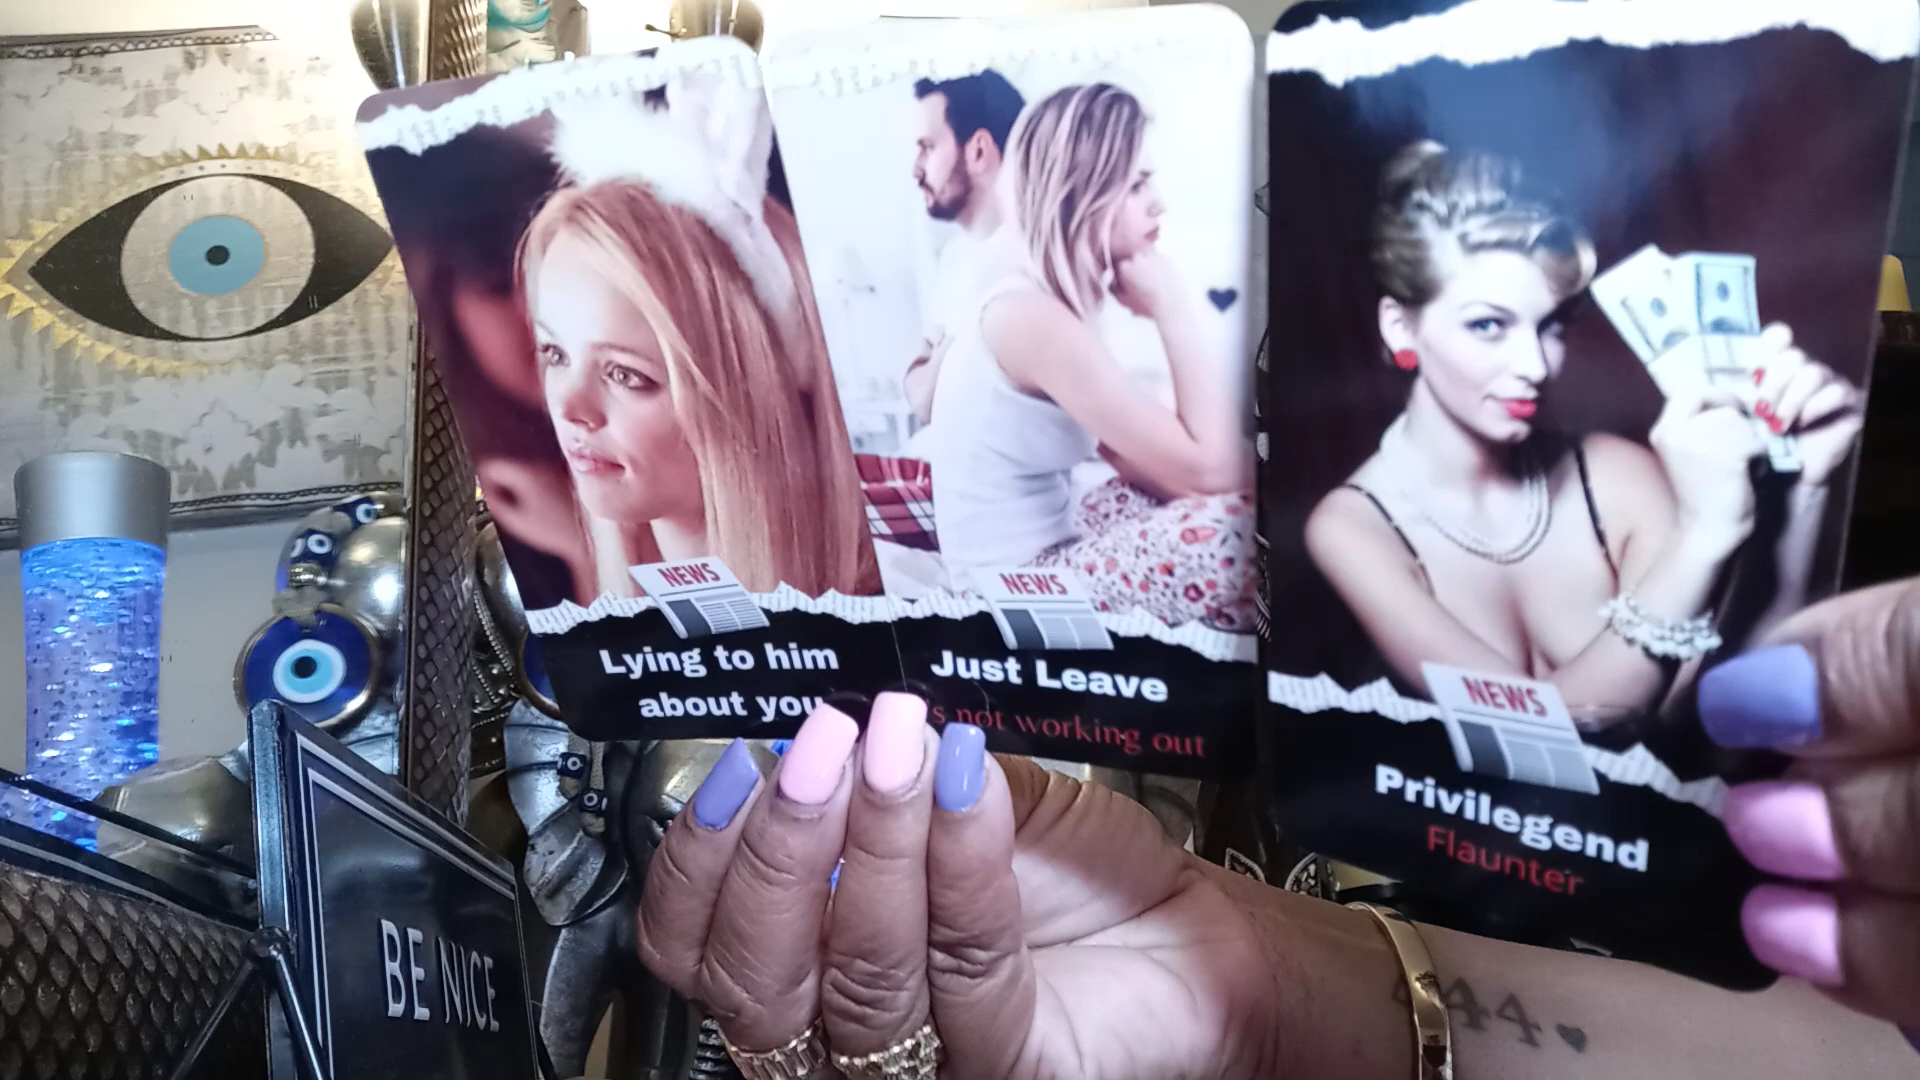 NEWS
Lying to him
about you
NEWS
Just Leave
's not working out
NEWS
Privilegend
Flaunter
BE NICE
444